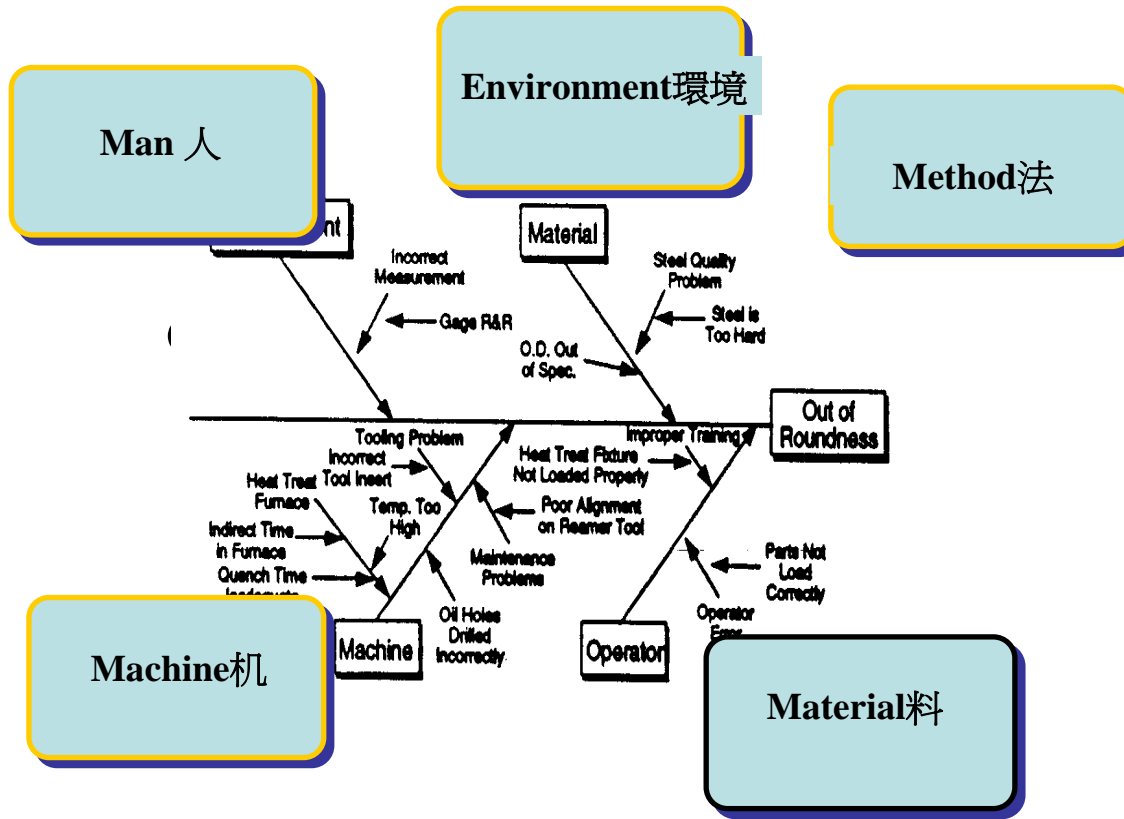 Man 人
Environment環境
Method法
Material
Incorrect
Measurement
Gage R&R
Steel Quality
Problem
Steel is
Too Hard
O.D. Out
of Spec.
Out of
Roundness
Tooling Problem
Incorrect
Tool Insert
Heat Treat
Furnace
Temp. Too
High
Indirect Time
in Furnace
Quench Time
Improper Training
Heat Treat Fixture
Not Loaded Properly
Poor Alignment
on Reamer Tool
Maintenance
Problems
Oil Holes
Drilled
Incorrectly
Parts Not
Load
Correctly
Operator
Error
Machine
Operator
Machine机
Material料